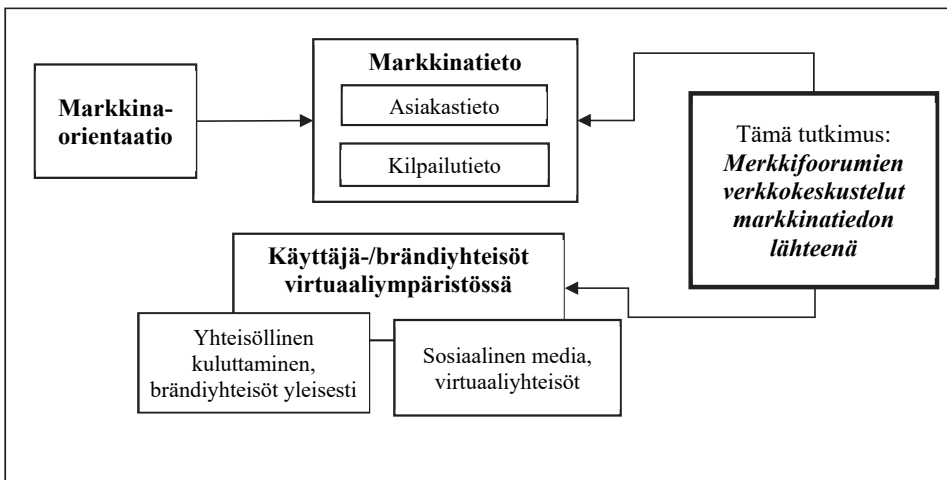 Markkina-
orientaatio
Markkinatieto
Asiakastieto
Kilpailutieto
Tämä tutkimus:
Merkkifoorumien
verkkokeskustelut
markkinatiedon
lähteenä
Käyttäjä-/brändiyhteisöt
virtuaaliympäristössä
Yhteisöllinen
kuluttaminen,
brändiyhteisöt yleisesti
Sosiaalinen media,
virtuaaliyhteisöt